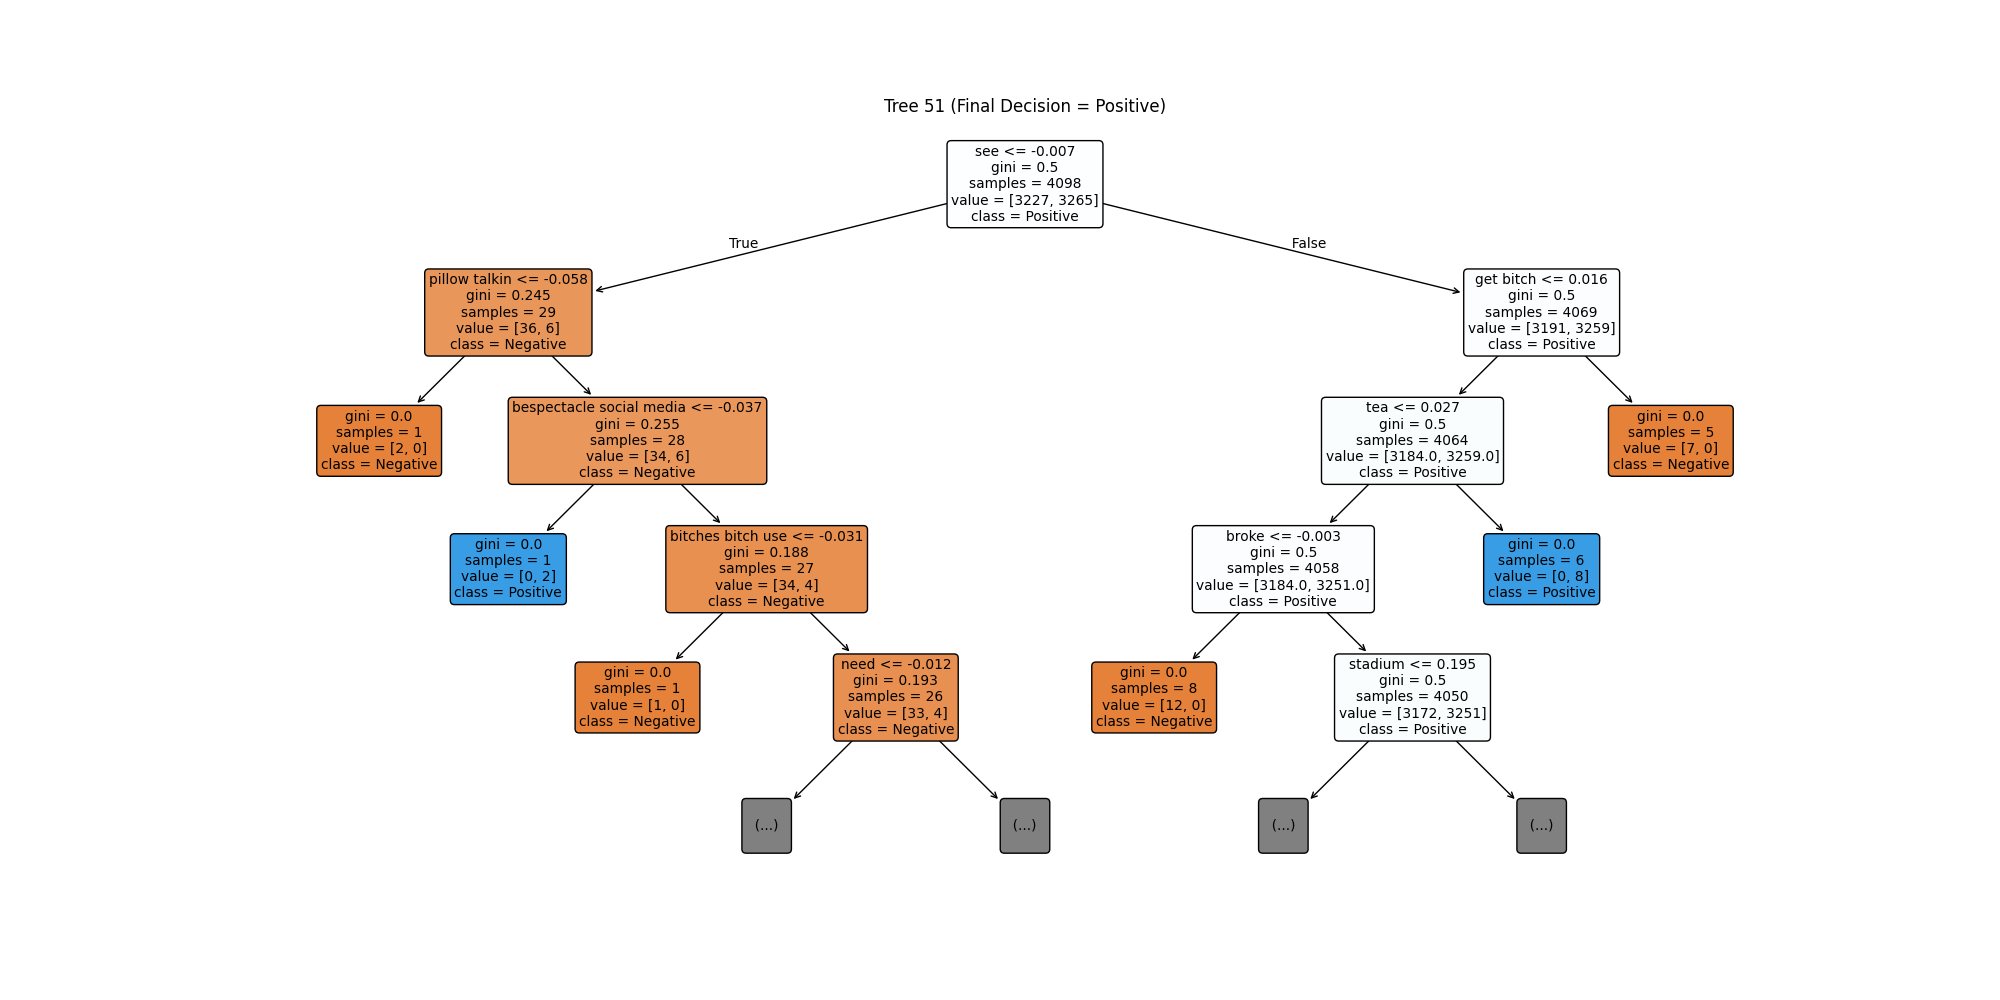 Tree 51 (Final Decision = Positive)
see <= -0.007
gini = 0.5
samples = 4098
value = [3227, 3265]
class = Positive
True
False
pillow talkin <= -0.058
gini = 0.245
samples = 29
value = [36, 6]
class = Negative
get bitch <= 0.016
gini = 0.5
samples = 4069
value = [3191, 3259]
class = Positive
gini = 0.0
samples = 1
value = [2, 0]
class = Negative
bespectacle social media <= -0.037
gini = 0.255
samples = 28
value = [34, 6]
class = Negative
tea <= 0.027
gini = 0.5
samples = 4064
value = [3184.0, 3259.0]
class = Positive
gini = 0.0
samples = 5
value = [7, 0]
class = Negative
gini = 0.0
samples = 1
value = [0, 2]
class = Positive
bitches bitch use <= -0.031
gini = 0.188
samples = 27
value = [34, 4]
class = Negative
broke <= -0.003
gini = 0.5
samples = 4058
value = [3184.0, 3251.0]
class = Positive
gini = 0.0
samples = 6
value = [0, 8]
class = Positive
gini = 0.0
samples = 1
value = [1, 0]
class = Negative
need <= -0.012
gini = 0.193
samples = 26
value = [33, 4]
class = Negative
gini = 0.0
samples = 8
value = [12, 0]
class = Negative
stadium <= 0.195
gini = 0.5
samples = 4050
value = [3172, 3251]
class = Positive
(...)
(...)
(...)
(...)